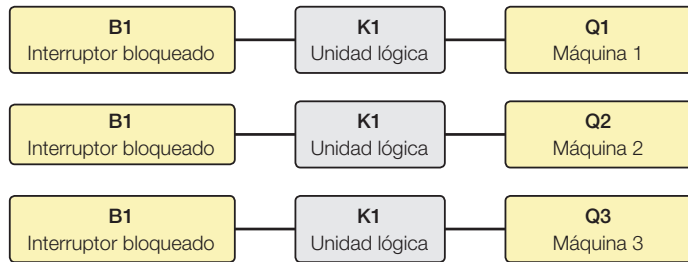 B1
Interruptor bloqueado
K1
Unidad lógica
Q1
Máquina 1
B1
Interruptor bloqueado
K1
Unidad lógica
Q2
Máquina 2
B1
Interruptor bloqueado
K1
Unidad lógica
Q3
Máquina 3